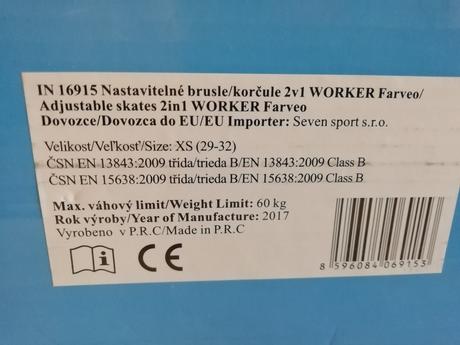 IN 16915 Nastavitelné brusle/korčule 2v1 WORKER Farveo/
Adjustable skates 2in1 WORKER Farveo
Dovozce/Dovozca do EU/EU Importer: Seven sport s.r.o.
Velikost/Veľkosť/Size: XS (29-32)
ČSN EN 13843:2009 třída/trieda B/EN 13843:2009 Class B
ČSN EN 15638:2009 třída/trieda B/EN 15638:2009 Class B
Max. váhový limit/Weight Limit: 60 kg
Rok výroby/Year of Manufacture: 2017
Vyrobeno v P.R.C/Made in P.R.C
i CE
8 596084 069153